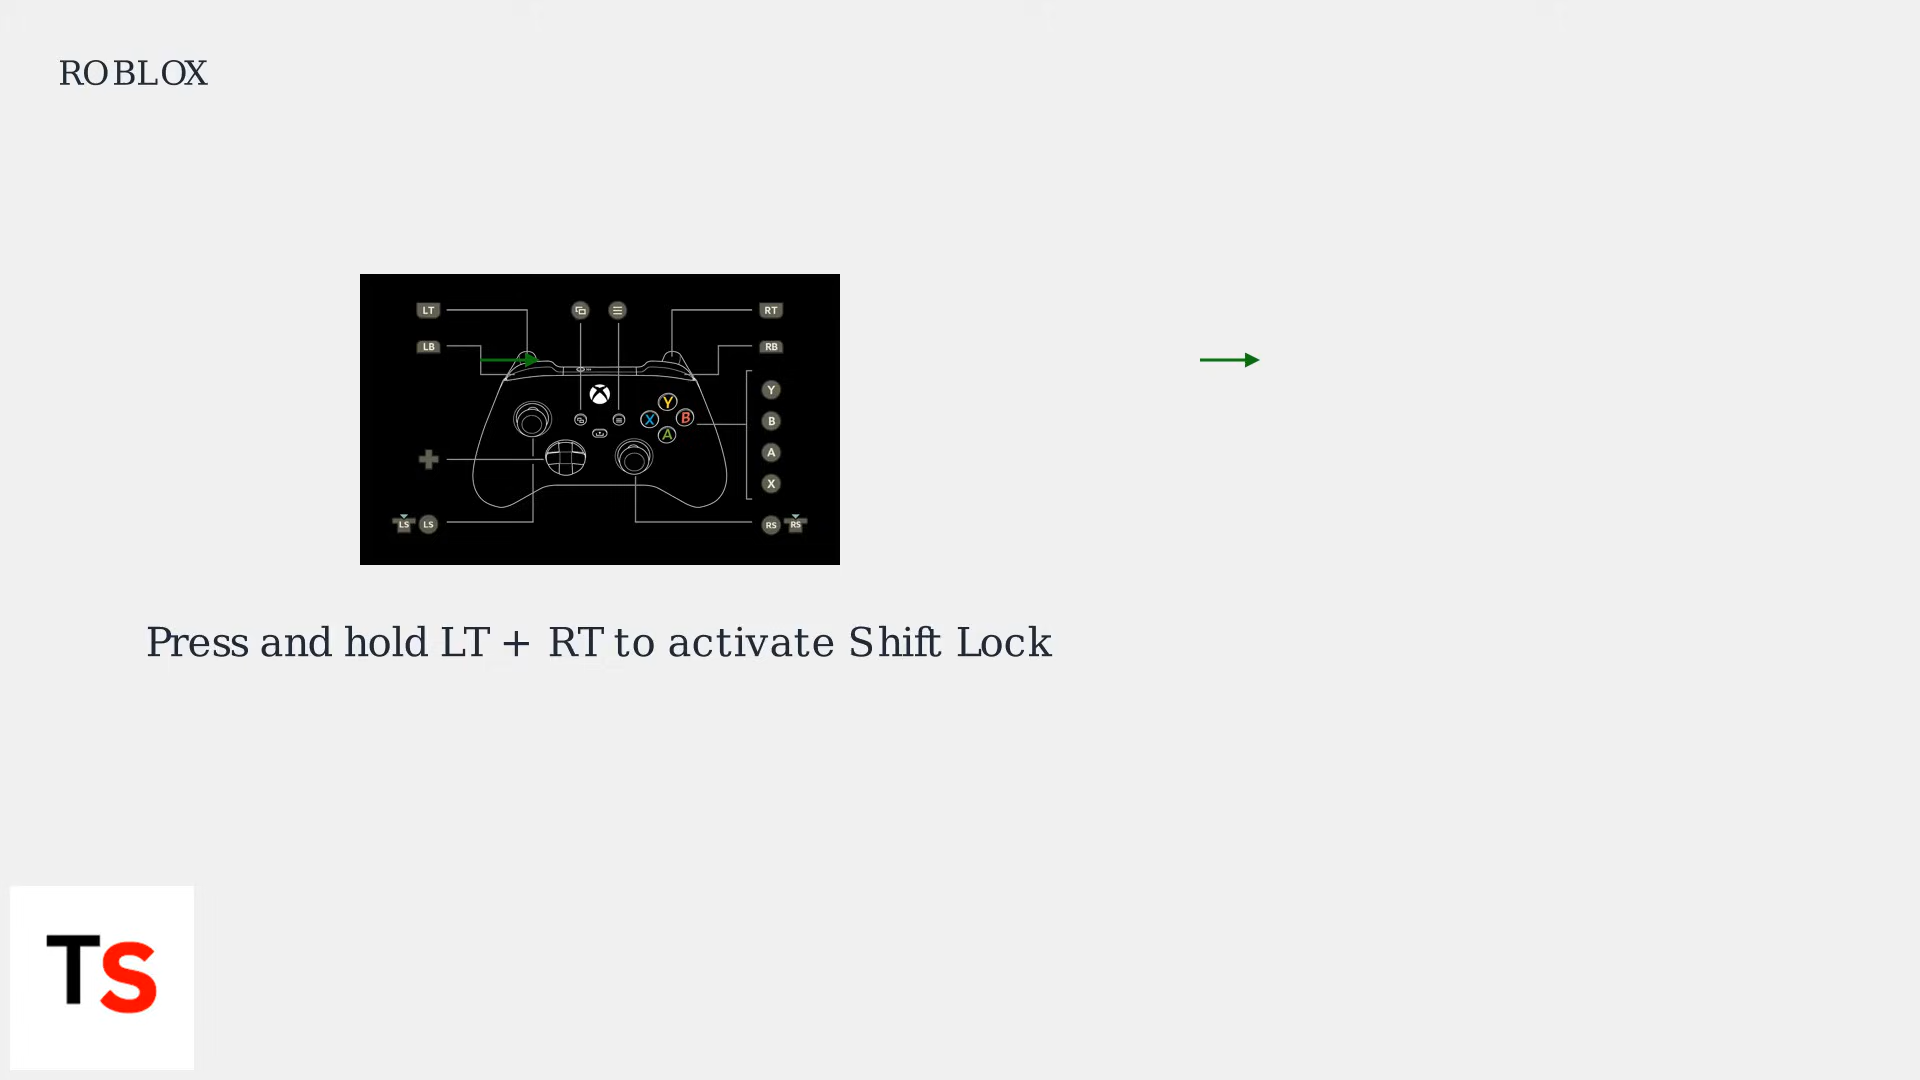 ROBLOX
LT
RT
LB
RB
Y
Y
B
X
B
A
A
X
LS
LS
RS
RS
Press and hold LT + RT to activate Shift Lock
TS